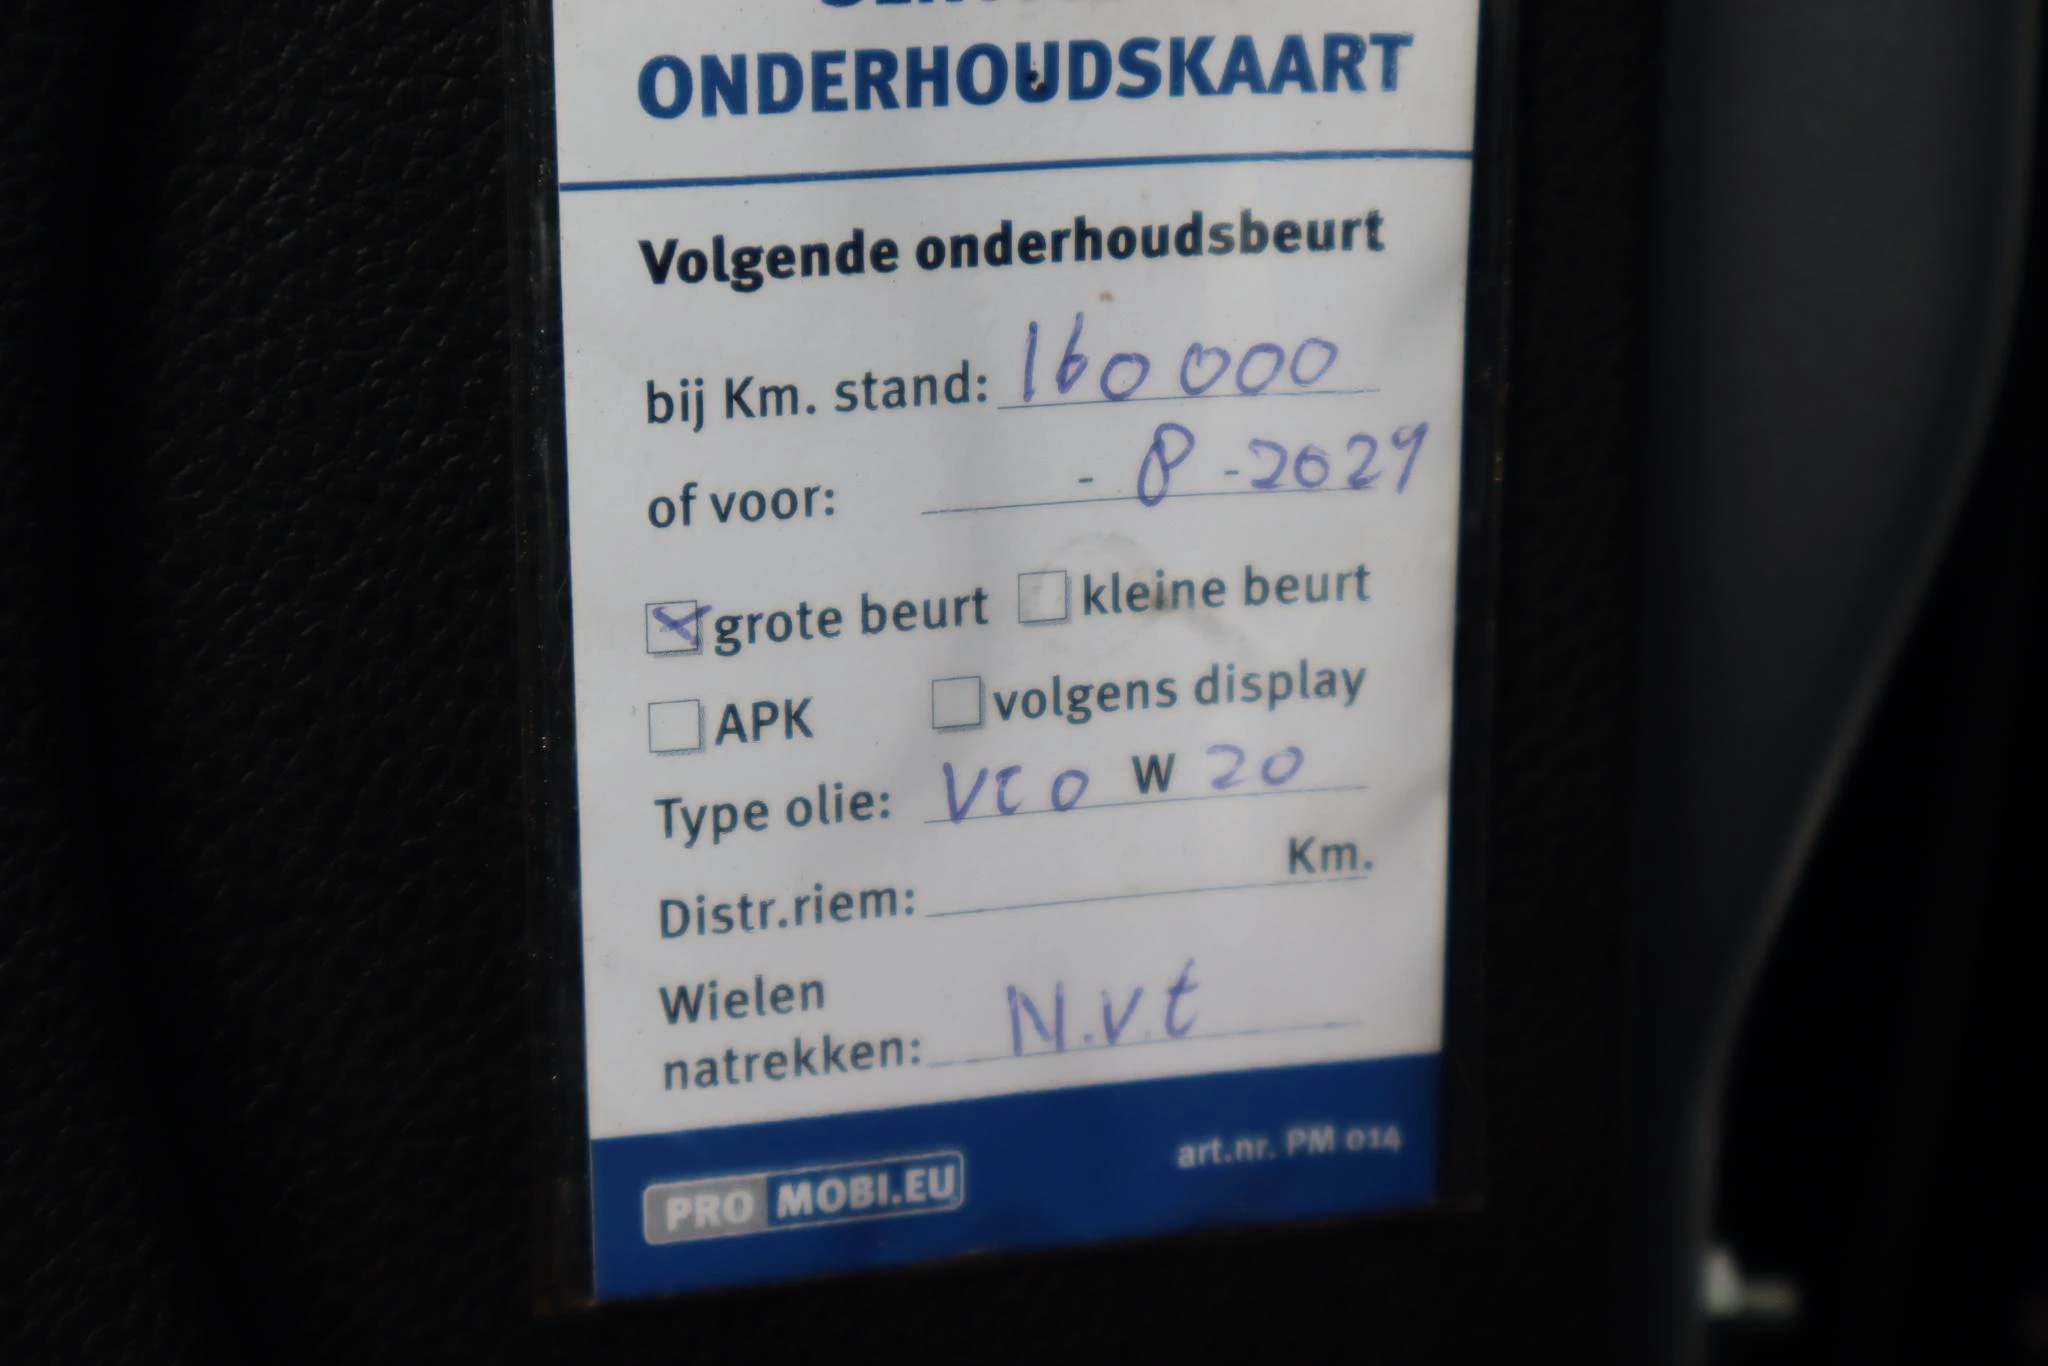 ONDERHOUDSKAART
Volgende onderhoudsbeurt
bij Km. stand: 160 000
of voor: - 8 -2029
grote beurt kleine beurt
APK volgens display
Type olie: VCO W 20
Km.
Distr.riem:
Wielen
natrekken: N.v.t
PRO MOBI.EU art.nr. PM 014